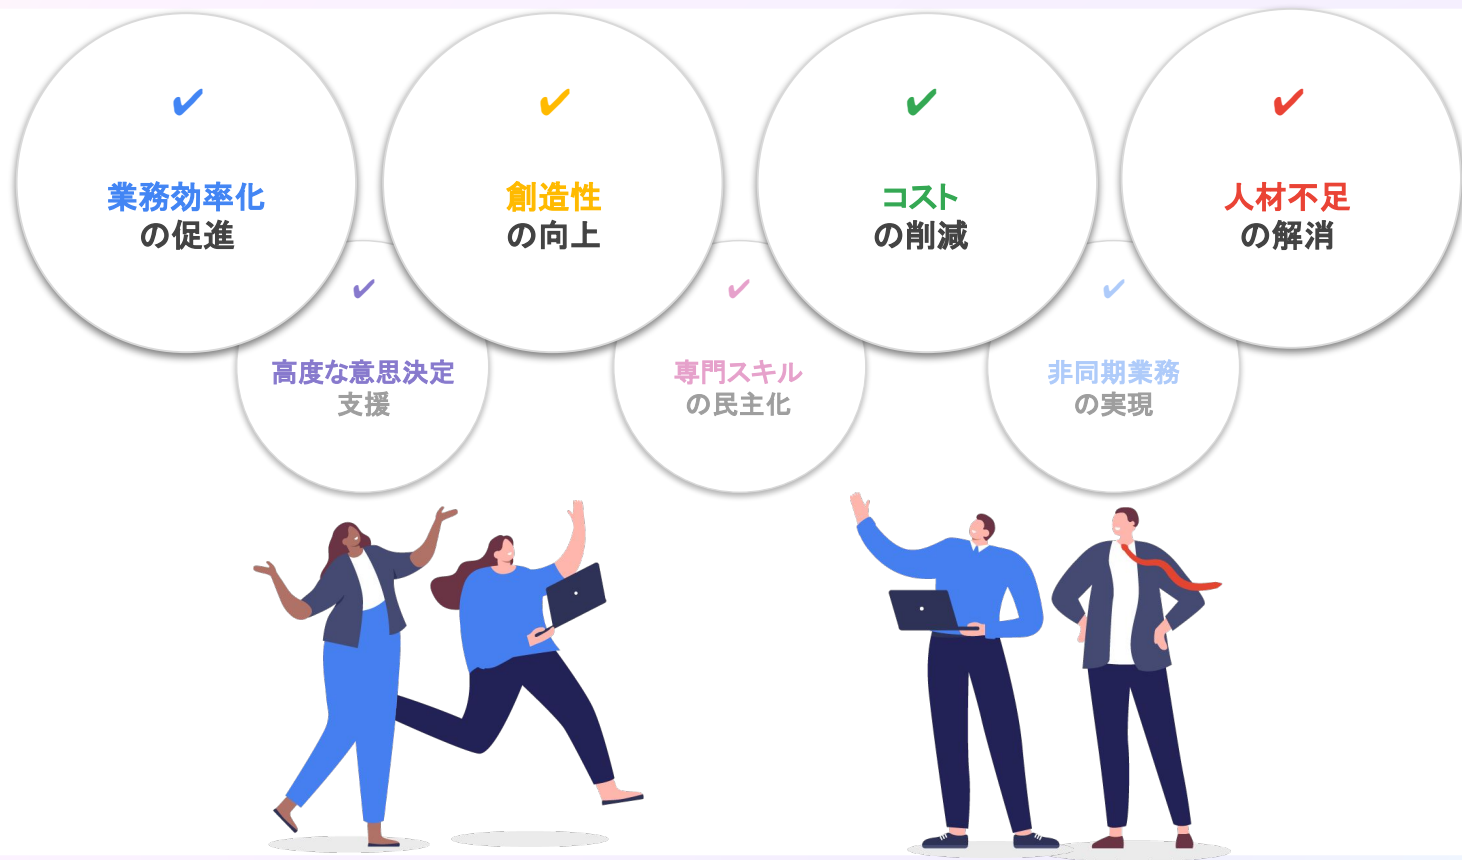 ✔
業務効率化
の促進
✔
創造性
の向上
✔
コスト
の削減
✔
人材不足
の解消
✔
高度な意思決定
支援
✔
専門スキル
の民主化
✔
非同期業務
の実現